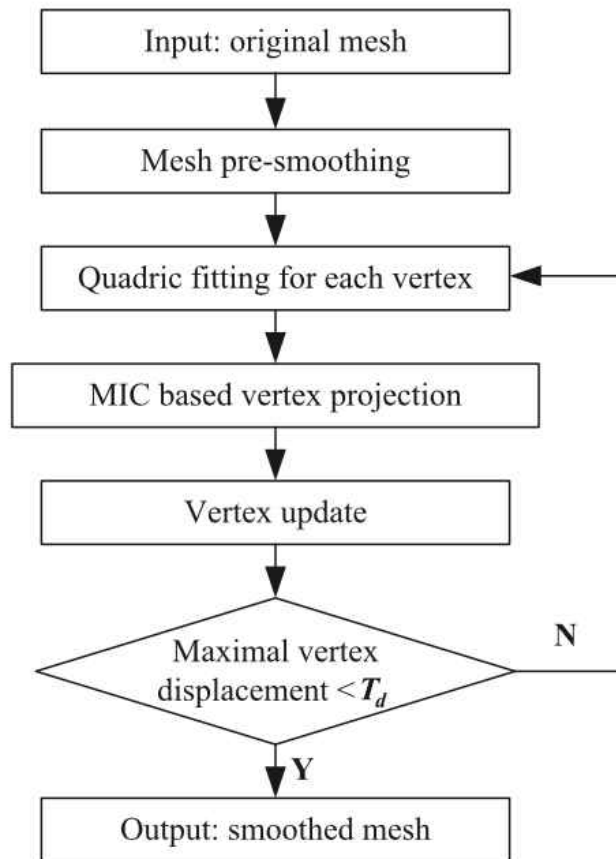 Input: original mesh
Mesh pre-smoothing
Quadric fitting for each vertex
MIC based vertex projection
Vertex update
Maximal vertex
displacement < T_d
N
Y
Output: smoothed mesh